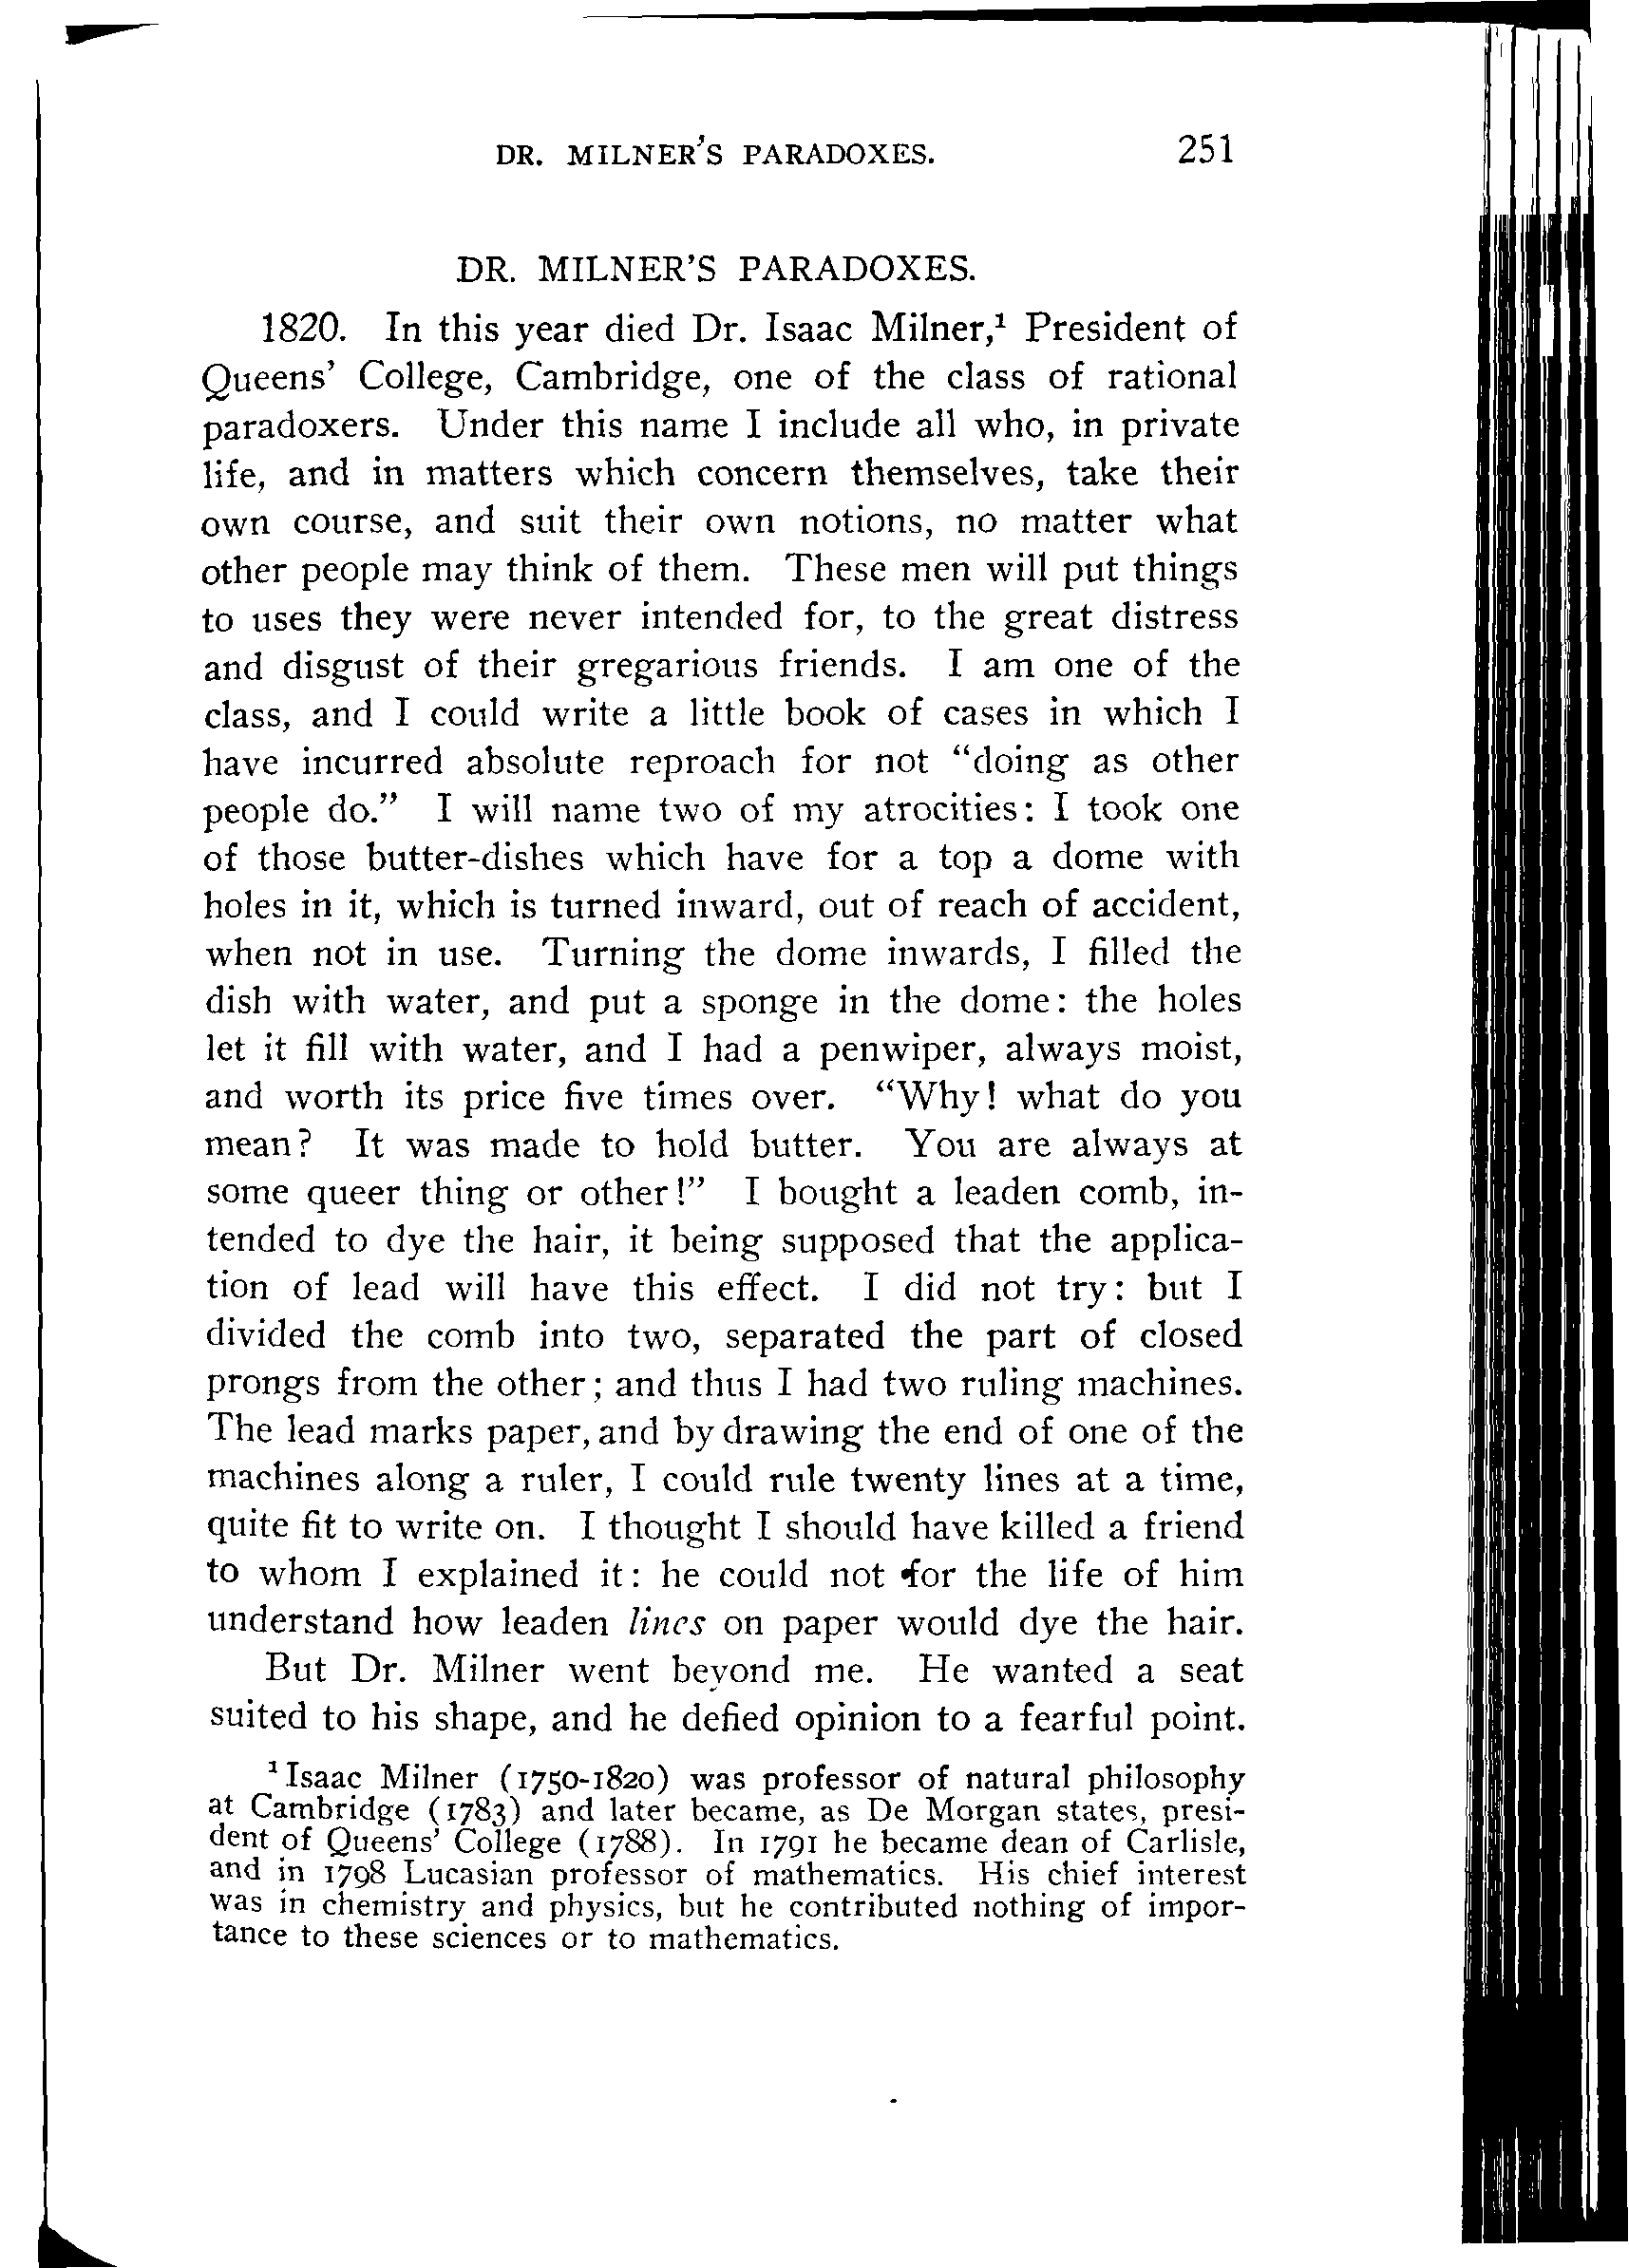 DR. MILNER'S PARADOXES. 251
DR. MILNER'S PARADOXES.
1820. In this year died Dr. Isaac Milner,¹ President of
Queens' College, Cambridge, one of the class of rational
paradoxers. Under this name I include all who, in private
life, and in matters which concern themselves, take their
own course, and suit their own notions, no matter what
other people may think of them. These men will put things
to uses they were never intended for, to the great distress
and disgust of their gregarious friends. I am one of the
class, and I could write a little book of cases in which I
have incurred absolute reproach for not "doing as other
people do." I will name two of my atrocities: I took one
of those butter-dishes which have for a top a dome with
holes in it, which is turned inward, out of reach of accident,
when not in use. Turning the dome inwards, I filled the
dish with water, and put a sponge in the dome: the holes
let it fill with water, and I had a penwiper, always moist,
and worth its price five times over. "Why! what do you
mean? It was made to hold butter. You are always at
some queer thing or other!" I bought a leaden comb, in-
tended to dye the hair, it being supposed that the applica-
tion of lead will have this effect. I did not try: but I
divided the comb into two, separated the part of closed
prongs from the other; and thus I had two ruling machines.
The lead marks paper, and by drawing the end of one of the
machines along a ruler, I could rule twenty lines at a time,
quite fit to write on. I thought I should have killed a friend
to whom I explained it: he could not for the life of him
understand how leaden lines on paper would dye the hair.
But Dr. Milner went beyond me. He wanted a seat
suited to his shape, and he defied opinion to a fearful point.
¹ Isaac Milner (1750-1820) was professor of natural philosophy
at Cambridge (1783) and later became, as De Morgan states, presi-
dent of Queens' College (1788). In 1791 he became dean of Carlisle,
and in 1798 Lucasian professor of mathematics. His chief interest
was in chemistry and physics, but he contributed nothing of impor-
tance to these sciences or to mathematics.